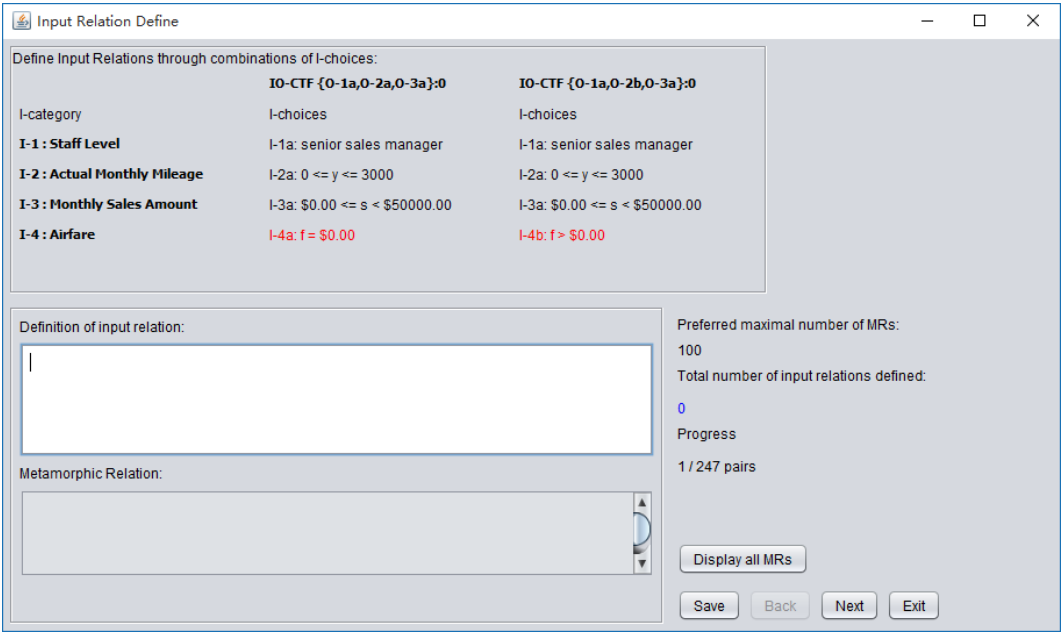 Input Relation Define
Define Input Relations through combinations of I-choices:
IO-CTF {O-1a,O-2a,O-3a}:0 IO-CTF {O-1a,O-2b,O-3a}:0
I-category I-choices I-choices
I-1 : Staff Level I-1a: senior sales manager I-1a: senior sales manager
I-2 : Actual Monthly Mileage I-2a: 0 <= y <= 3000 I-2a: 0 <= y <= 3000
I-3 : Monthly Sales Amount I-3a: $0.00 <= s < $50000.00 I-3a: $0.00 <= s < $50000.00
I-4 : Airfare I-4a: f = $0.00 I-4b: f > $0.00
Definition of input relation:
Preferred maximal number of MRs:
100
Total number of input relations defined:
0
Progress
1 / 247 pairs
Metamorphic Relation:
Display all MRs
Save Back Next Exit